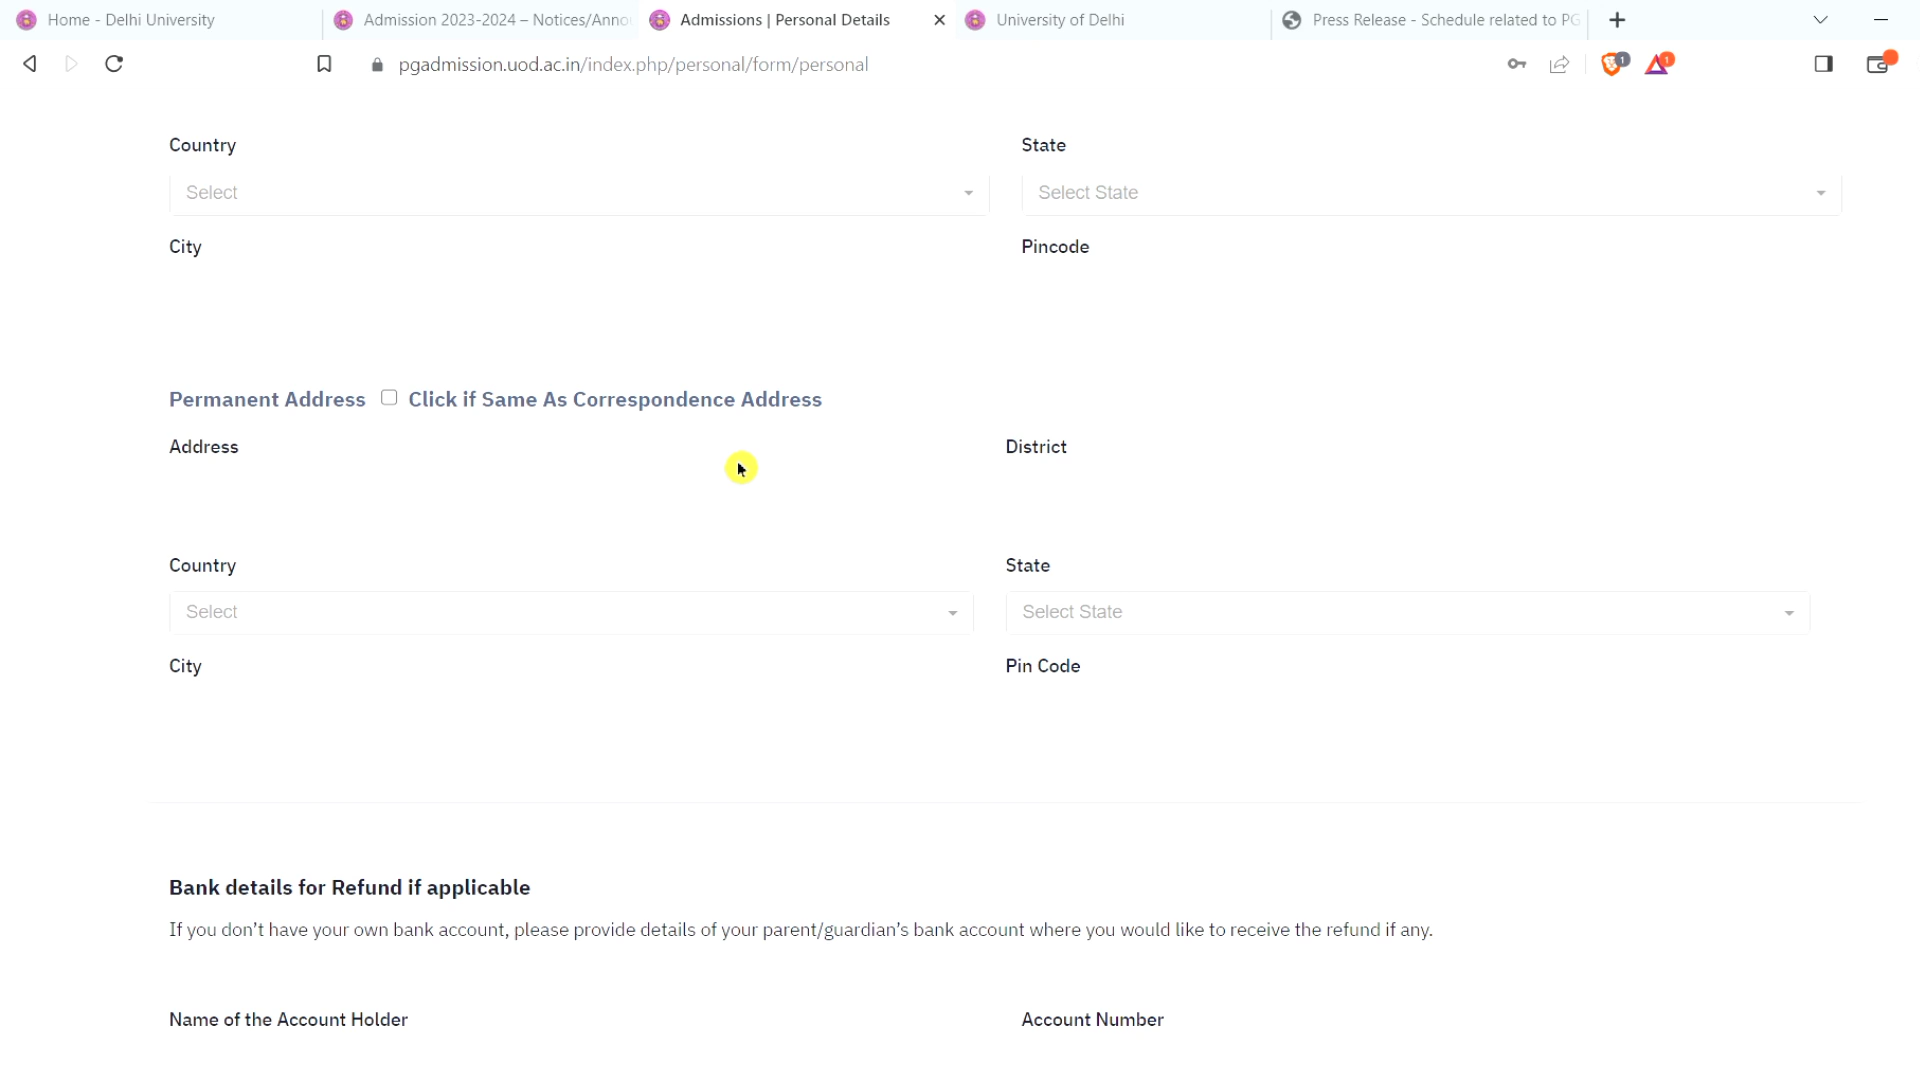 Home - Delhi University
Admission 2023-2024 – Notices/Anno
Admissions | Personal Details
University of Delhi
Press Release - Schedule related to PG
pgadmission.uod.ac.in/index.php/personal/form/personal
1
1
Country
State
Select
Select State
City
Pincode
Permanent Address Click if Same As Correspondence Address
Address
District
Country
State
Select
Select State
City
Pin Code
Bank details for Refund if applicable
If you don’t have your own bank account, please provide details of your parent/guardian’s bank account where you would like to receive the refund if any.
Name of the Account Holder
Account Number